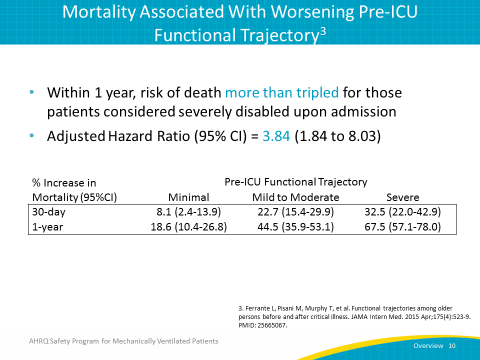 Mortality Associated With Worsening Pre-ICU
Functional Trajectory3
• Within 1 year, risk of death more than tripled for those
patients considered severely disabled upon admission
• Adjusted Hazard Ratio (95% CI) = 3.84 (1.84 to 8.03)
% Increase in Pre-ICU Functional Trajectory
Mortality (95%CI) Minimal Mild to Moderate Severe
30-day 8.1 (2.4-13.9) 22.7 (15.4-29.9) 32.5 (22.0-42.9)
1-year 18.6 (10.4-26.8) 44.5 (35.9-53.1) 67.5 (57.1-78.0)
3. Ferrante L, Pisani M, Murphy T, et al. Functional trajectories among older
persons before and after critical illness. JAMA Intern Med. 2015 Apr;175(4):523-9.
PMID: 25665067.
AHRQ Safety Program for Mechanically Ventilated Patients
Overview 10